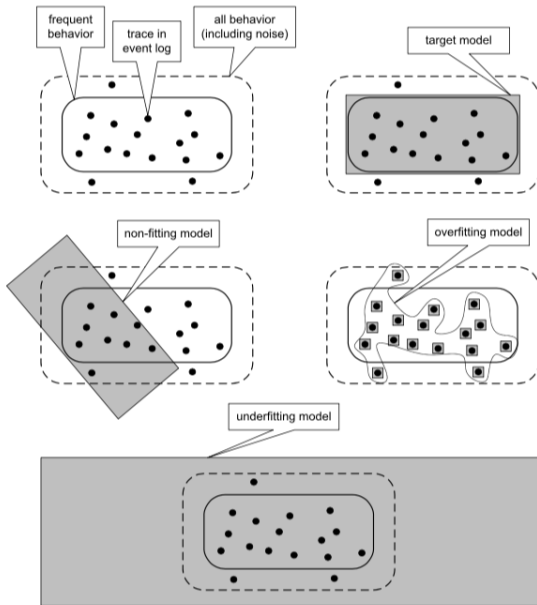 frequent
behavior
trace in
event log
all behavior
(including noise)
target model
non-fitting model
overfitting model
underfitting model